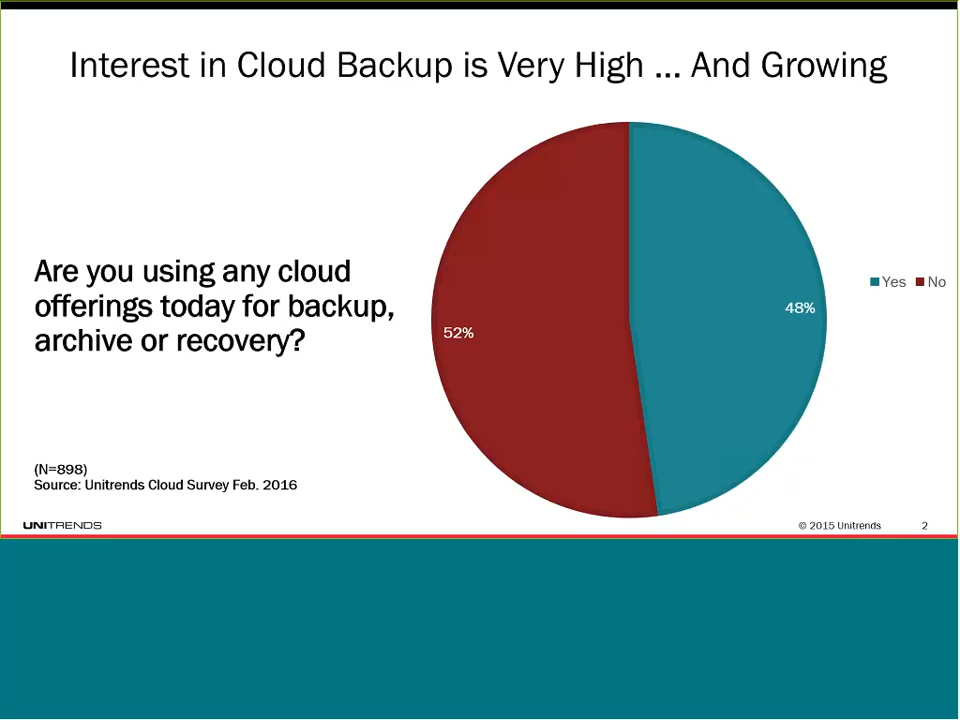 Interest in Cloud Backup is Very High ... And Growing
Are you using any cloud
offerings today for backup,
archive or recovery?
52%
48%
Yes No
(N=898)
Source: Unitrends Cloud Survey Feb. 2016
UNITRENDS
© 2015 Unitrends 2